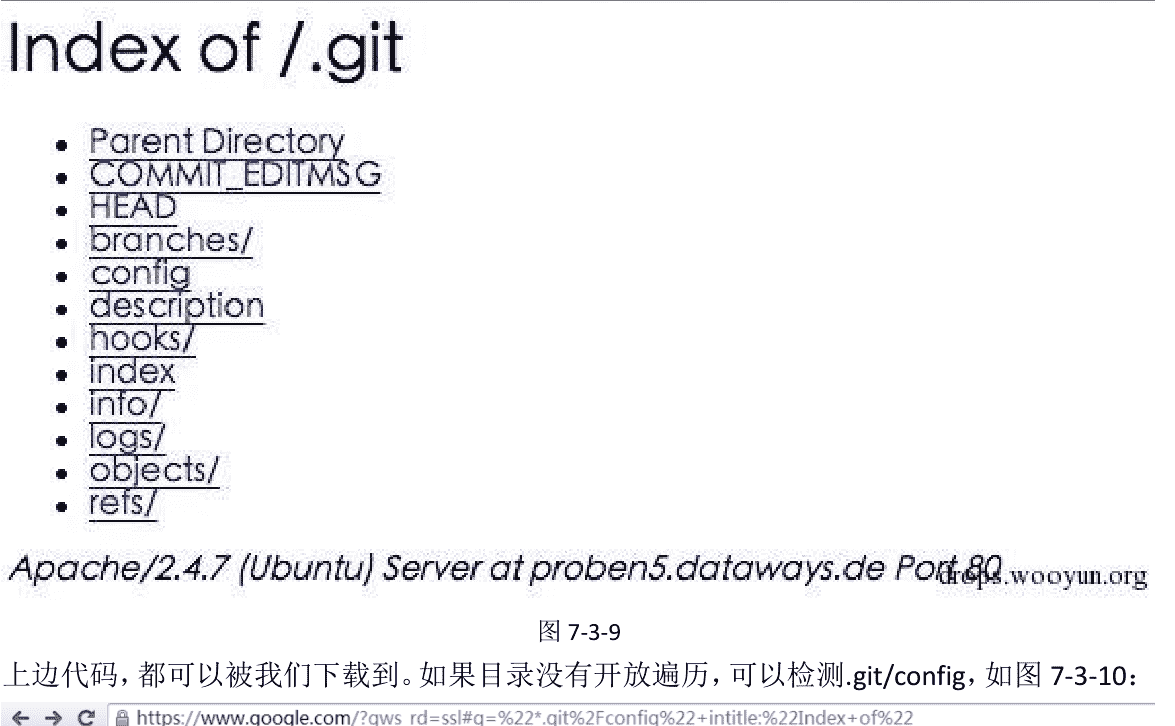 Index of /.git
Parent Directory
COMMIT_EDITMSG
HEAD
branches/
config
description
hooks/
index
info/
logs/
objects/
refs/
Apache/2.4.7 (Ubuntu) Server at proben5.dataways.de Port 80
drops.wooyun.org
图 7-3-9
上边代码，都可以被我们下载到。如果目录没有开放遍历，可以检测.git/config，如图 7-3-10：
https://www.google.com/?gws_rd=ssl#q=%22*.git%2Fconfig%22+intitle:%22Index+of%22